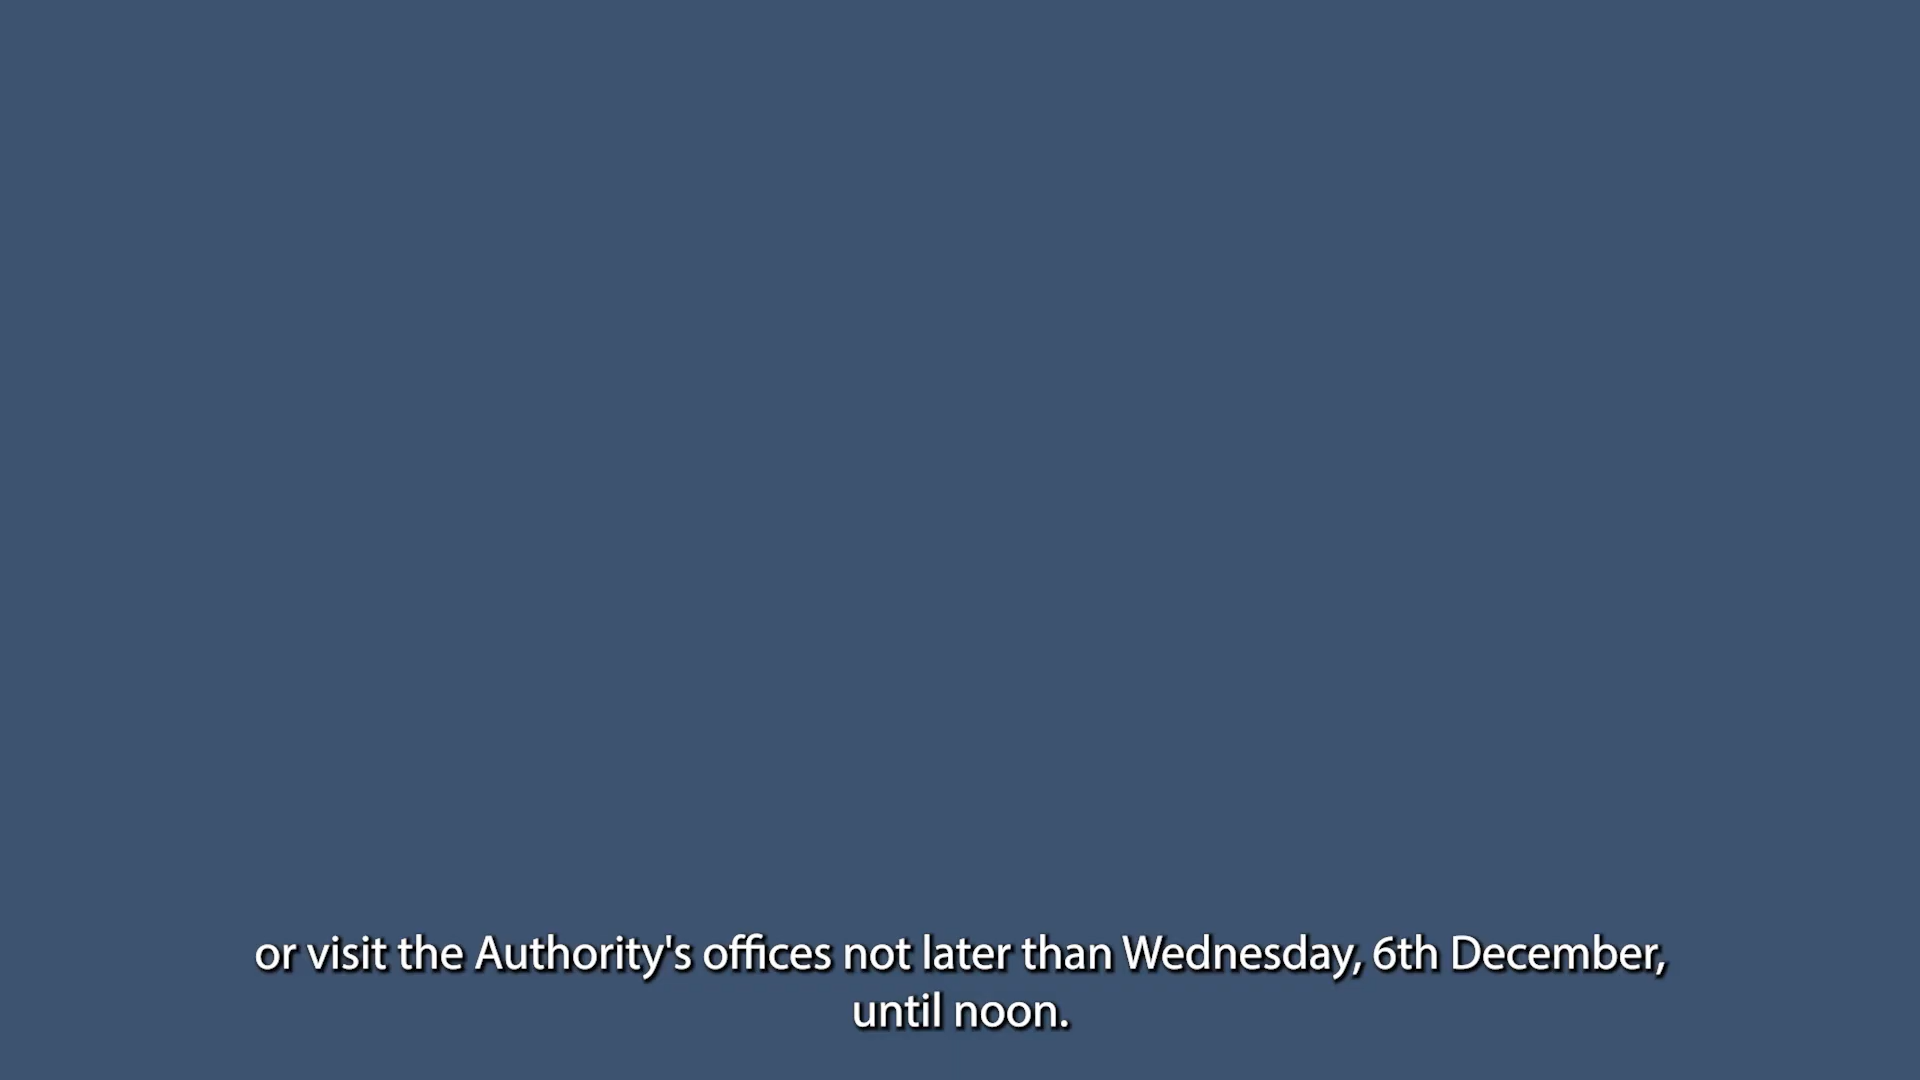 or visit the Authority's offices not later than Wednesday, 6th December,
until noon.